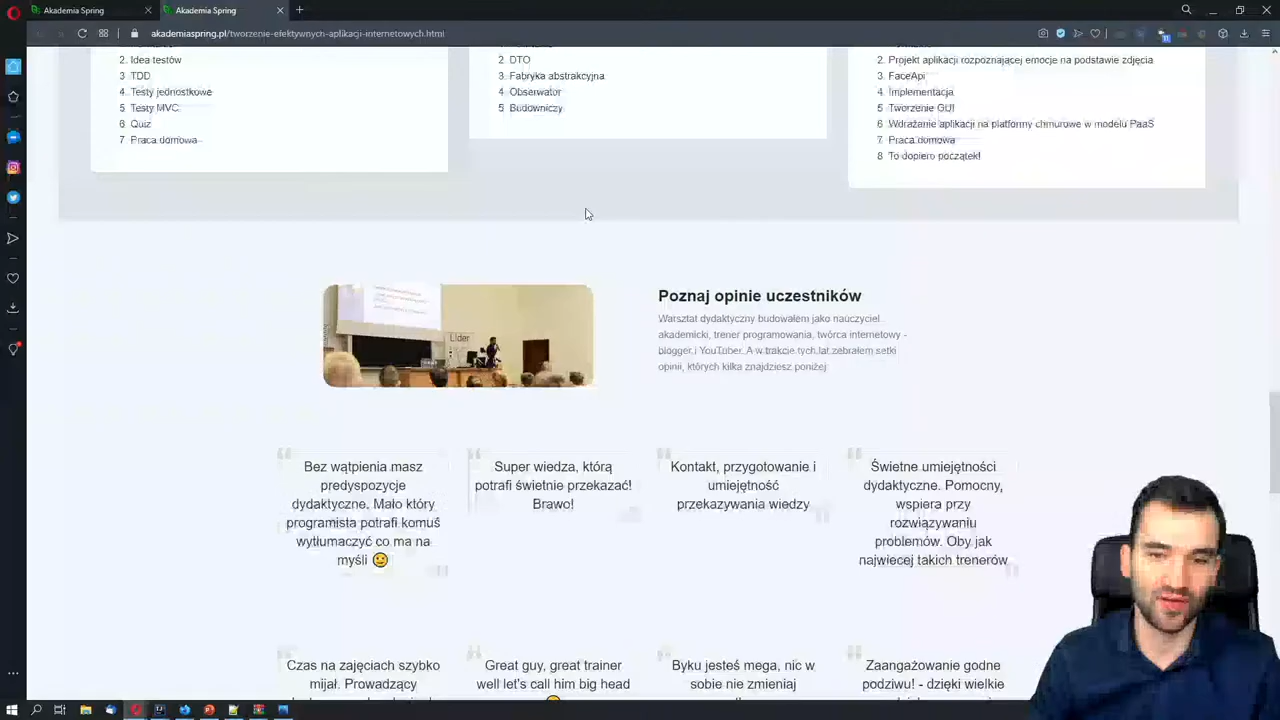 Akademia Spring
Akademia Spring
akademiaspring.pl/tworzenie-efektywnych-aplikacji-internetowych.html
2. Idea testów
3 TDD
4 Testy jednostkowe
5 Testy MVC
6 Quiz
7 Praca domowa
2 DTO
3 Fabryka abstrakcyjna
4 Obserwator
5 Budowniczy
2. Projekt aplikacji rozpoznającej emocje na podstawie zdjęcia
3 FaceApi
4 Implementacja
5 Tworzenie GUI
6 Wdrażanie aplikacji na platformy chmurowe w modelu PaaS
7 Praca domowa
8 To dopiero początek!
Lider
Poznaj opinie uczestników
Warsztat dydaktyczny budowałem jako nauczyciel
akademicki, trener programowania, twórca internetowy -
bloger i YouTuber. A w trakcie tych lat zebrałem setki
opinii, których kilka znajdziesz poniżej:
Bez wątpienia masz
predyspozycje
dydaktyczne. Mało który
programista potrafi komuś
wytłumaczyć co ma na
myśli 🙂
Super wiedza, którą
potrafi świetnie przekazać!
Brawo!
Kontakt, przygotowanie i
umiejętność
przekazywania wiedzy
Świetne umiejętności
dydaktyczne. Pomocny,
wspiera przy
rozwiązywaniu
problemów. Oby jak
najwiecej takich trenerów
Czas na zajęciach szybko
mijał. Prowadzący
Great guy, great trainer
well let's call him big head
Byku jesteś mega, nic w
sobie nie zmieniaj
Zaangażowanie godne
podziwu! - dzięki wielkie